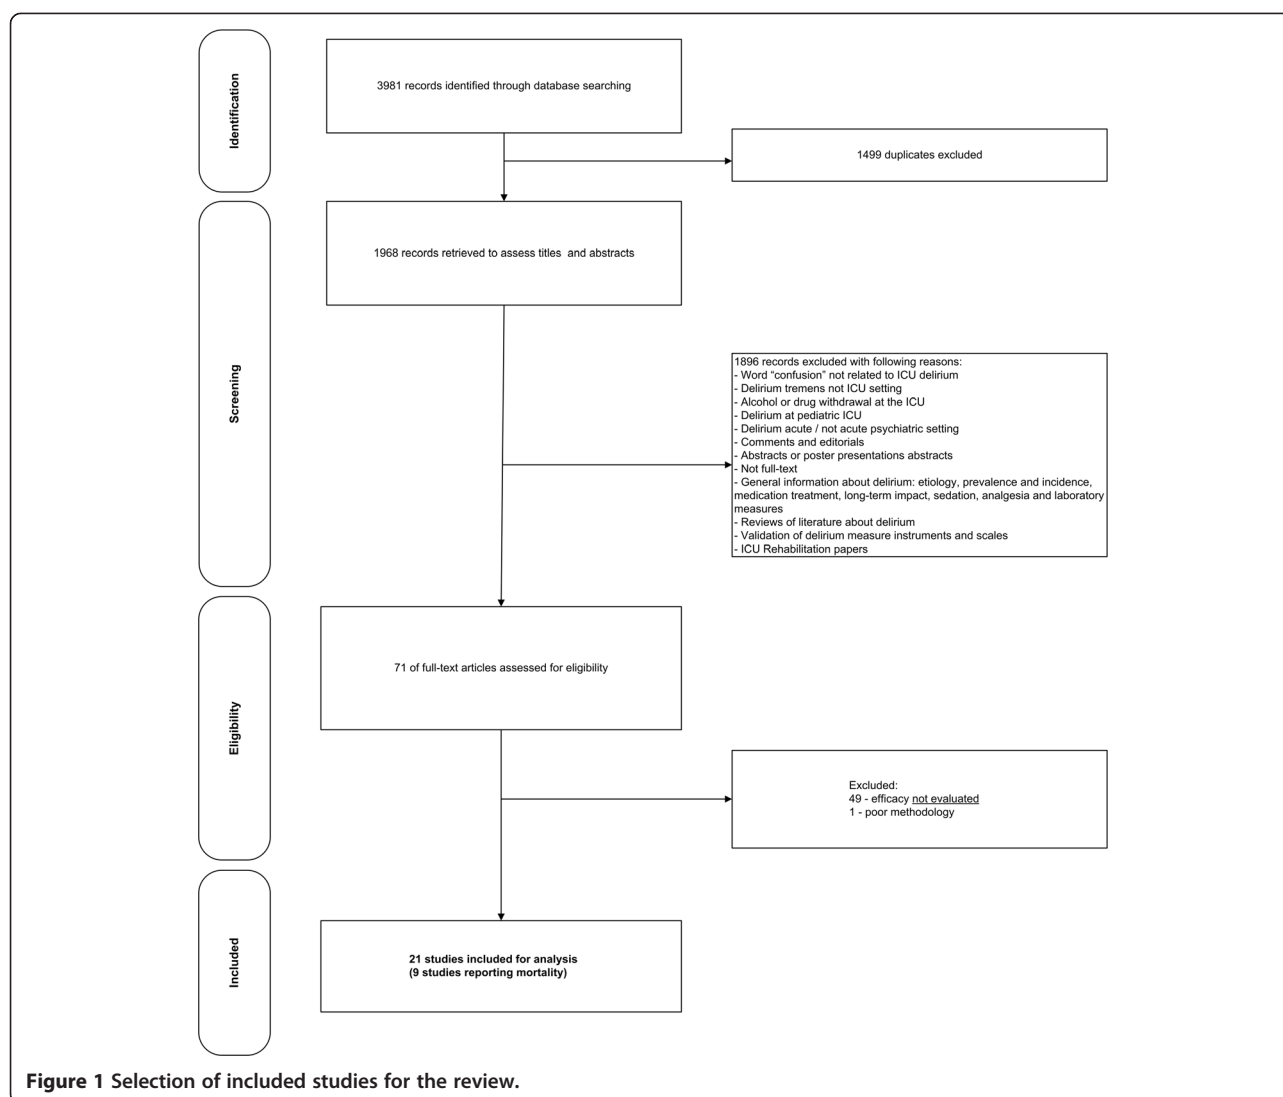 Identification
3981 records identified through database searching
1499 duplicates excluded
Screening
1968 records retrieved to assess titles and abstracts
1896 records excluded with following reasons:
- Word “confusion” not related to ICU delirium
- Delirium tremens not ICU setting
- Alcohol or drug withdrawal at the ICU
- Delirium at pediatric ICU
- Delirium acute / not acute psychiatric setting
- Comments and editorials
- Abstracts or poster presentations abstracts
- Not full-text
- General information about delirium: etiology, prevalence and incidence,
medication treatment, long-term impact, sedation, analgesia and laboratory
measures
- Reviews of literature about delirium
- Validation of delirium measure instruments and scales
- ICU Rehabilitation papers
Eligibility
71 of full-text articles assessed for eligibility
Excluded:
49 - efficacy not evaluated
1 - poor methodology
Included
21 studies included for analysis
(9 studies reporting mortality)
Figure 1 Selection of included studies for the review.